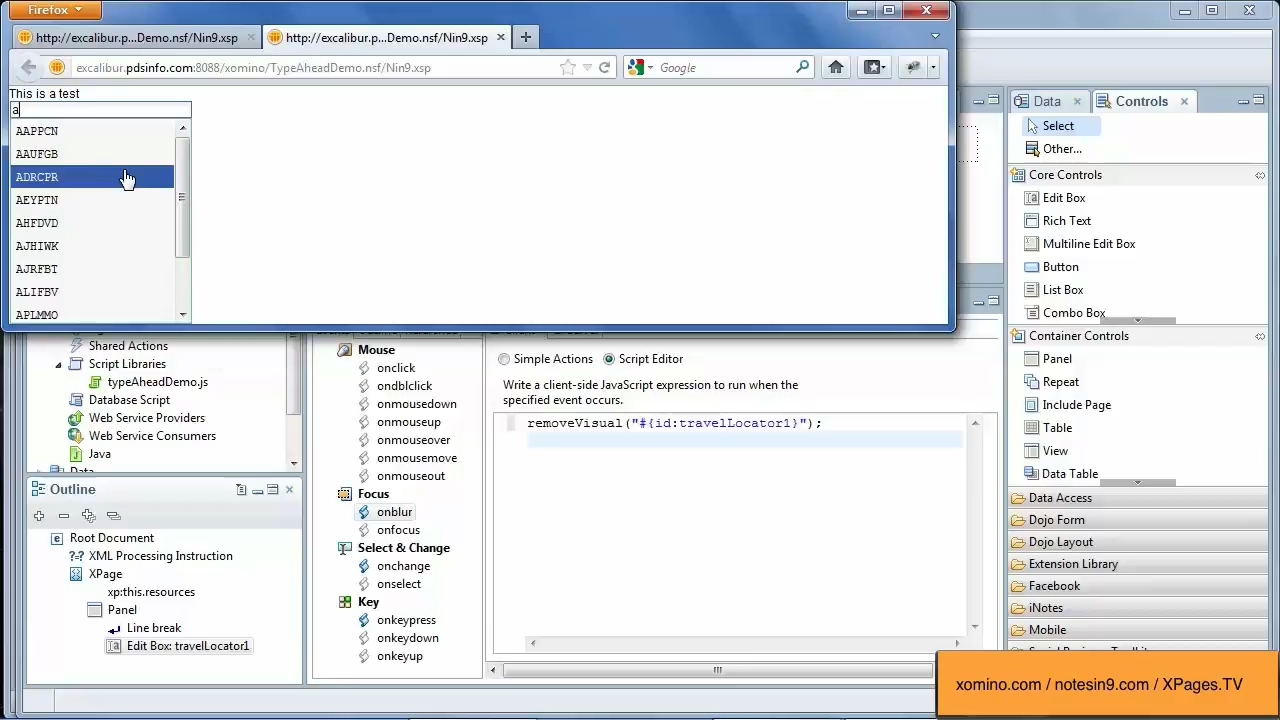 Firefox
http://excalibur.p...Demo.nsf/Nin9.xsp
http://excalibur.p...Demo.nsf/Nin9.xsp
excalibur.pdsinfo.com:8088/xomino/TypeAheadDemo.nsf/Nin9.xsp
Google
This is a test
a
AAPPCN
AAUFGB
ADRCPR
AEYPTN
AHFDVD
AJHIWK
AJRFBT
ALIFBV
APLMMO
Data
Controls
Select
Other...
Core Controls
Edit Box
Rich Text
Multiline Edit Box
Button
List Box
Combo Box
Container Controls
Panel
Repeat
Include Page
Table
View
Data Table
Data Access
Dojo Form
Dojo Layout
Extension Library
Facebook
iNotes
Mobile
Shared Actions
Script Libraries
typeAheadDemo.js
Database Script
Web Service Providers
Web Service Consumers
Java
Data
Outline
Root Document
XML Processing Instruction
XPage
xp:this.resources
Panel
Line break
Edit Box: travelLocator1
Mouse
onclick
ondblclick
onmousedown
onmouseup
onmouseover
onmousemove
onmouseout
Focus
onblur
onfocus
Select & Change
onchange
onselect
Key
onkeypress
onkeydown
onkeyup
Simple Actions
Script Editor
Write a client-side JavaScript expression to run when the
specified event occurs.
removeVisual("#{id:travelLocator1}");
xomino.com / notesin9.com / XPages.TV